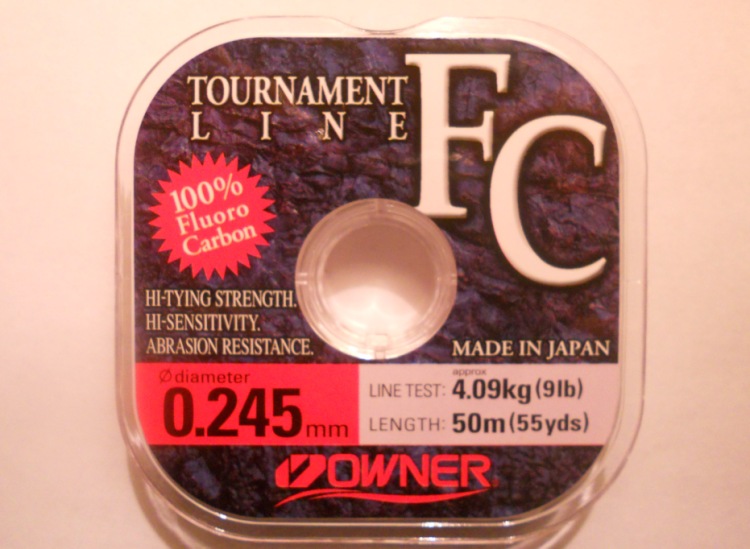 TOURNAMENT
LINE
FC
100%
Fluoro
Carbon
HI-TYING STRENGTH.
HI-SENSITIVITY.
ABRASION RESISTANCE.
MADE IN JAPAN
Ø diameter
0.245mm
approx
LINE TEST: 4.09kg (9lb)
LENGTH: 50m (55yds)
OWNER